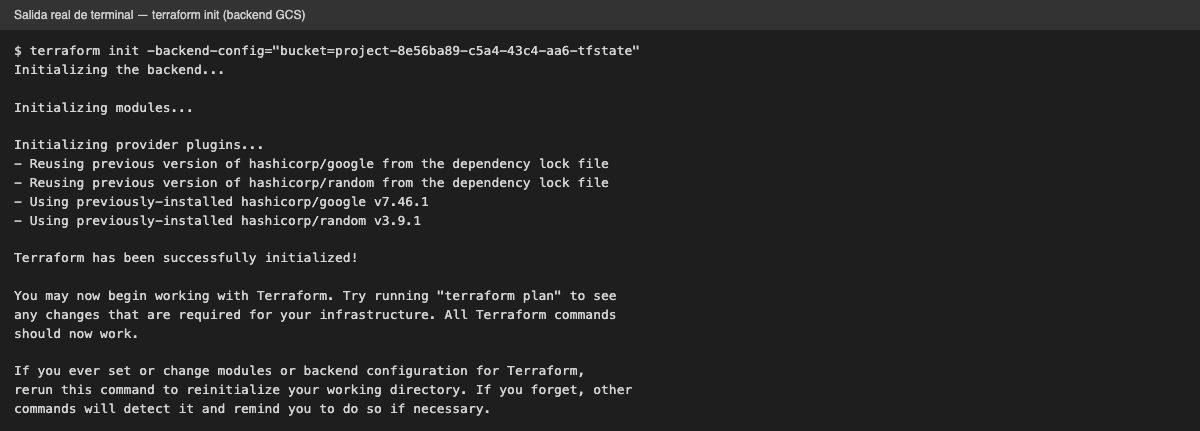 Salida real de terminal — terraform init (backend GCS)
$ terraform init -backend-config="bucket=project-8e56ba89-c5a4-43c4-aa6-tfstate"
Initializing the backend...
Initializing modules...
Initializing provider plugins...
- Reusing previous version of hashicorp/google from the dependency lock file
- Reusing previous version of hashicorp/random from the dependency lock file
- Using previously-installed hashicorp/google v7.46.1
- Using previously-installed hashicorp/random v3.9.1
Terraform has been successfully initialized!
You may now begin working with Terraform. Try running "terraform plan" to see
any changes that are required for your infrastructure. All Terraform commands
should now work.
If you ever set or change modules or backend configuration for Terraform,
rerun this command to reinitialize your working directory. If you forget, other
commands will detect it and remind you to do so if necessary.